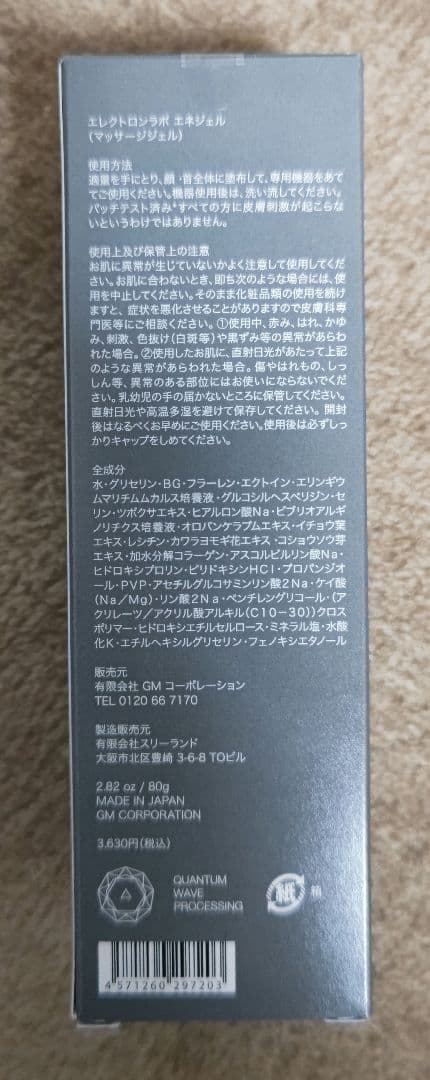 エレクトロンラボ エネジェル
(マッサージジェル)
使用方法
適量を手にとり、顔・首全体に塗布して、専用機器をあて
てご使用ください。機器使用後は、洗い流してください。
パッチテスト済み*すべての方に皮膚刺激が起こらな
いというわけではありません。
使用上及び保管上の注意
お肌に異常が生じていないかよく注意して使用してくだ
さい。お肌に合わないとき、即ち次のような場合には、使
用を中止してください。そのまま化粧品類の使用を続け
ますと、症状を悪化させることがありますので皮膚科専
門医等にご相談ください。①使用中、赤み、はれ、かゆ
み、刺激、色抜け(白斑等)や黒ずみ等の異常があらわ
れた場合。②使用したお肌に、直射日光があたって上記
のような異常があらわれた場合。傷やはれもの、しっ
しん等、異常のある部位にはお使いにならないでくだ
さい。乳幼児の手の届かないところに保管してください。
直射日光や高温多湿を避けて保存してください。開封
後はなるべくお早めにご使用ください。使用後は必ずしっ
かりキャップをしめてください。
全成分
水・グリセリン・BG・フラーレン・エクトイン・エリンギウ
ムマリチムムカルス培養液・グルコシルヘスペリジン・セ
リン・ツボクサエキス・ヒアルロン酸Na・ビブリオアルギ
ノリチクス培養液・オロバンケラプムエキス・イチョウ葉
エキス・レシチン・カワラヨモギ花エキス・コショウソウ芽
エキス・加水分解コラーゲン・アスコルビルリン酸Na・
ヒドロキシプロリン・ピリドキシンHCI・プロパンジオ
ール・PVP・アセチルグルコサミンリン酸2Na・ケイ酸
(Na/Mg)・リン酸2Na・ペンチレングリコール・(ア
クリレーツ/アクリル酸アルキル(C10-30))クロス
ポリマー・ヒドロキシエチルセルロース・ミネラル塩・水酸
化K・エチルヘキシルグリセリン・フェノキシエタノール
販売元
有限会社 GM コーポレーション
TEL 0120 66 7170
製造販売元
有限会社スリーランド
大阪市北区豊崎 3-6-8 TOビル
2.82 oz / 80g
MADE IN JAPAN
GM CORPORATION
3.630円(税込)
QUANTUM
WAVE
PROCESSING
紙 箱
4 571260 297203